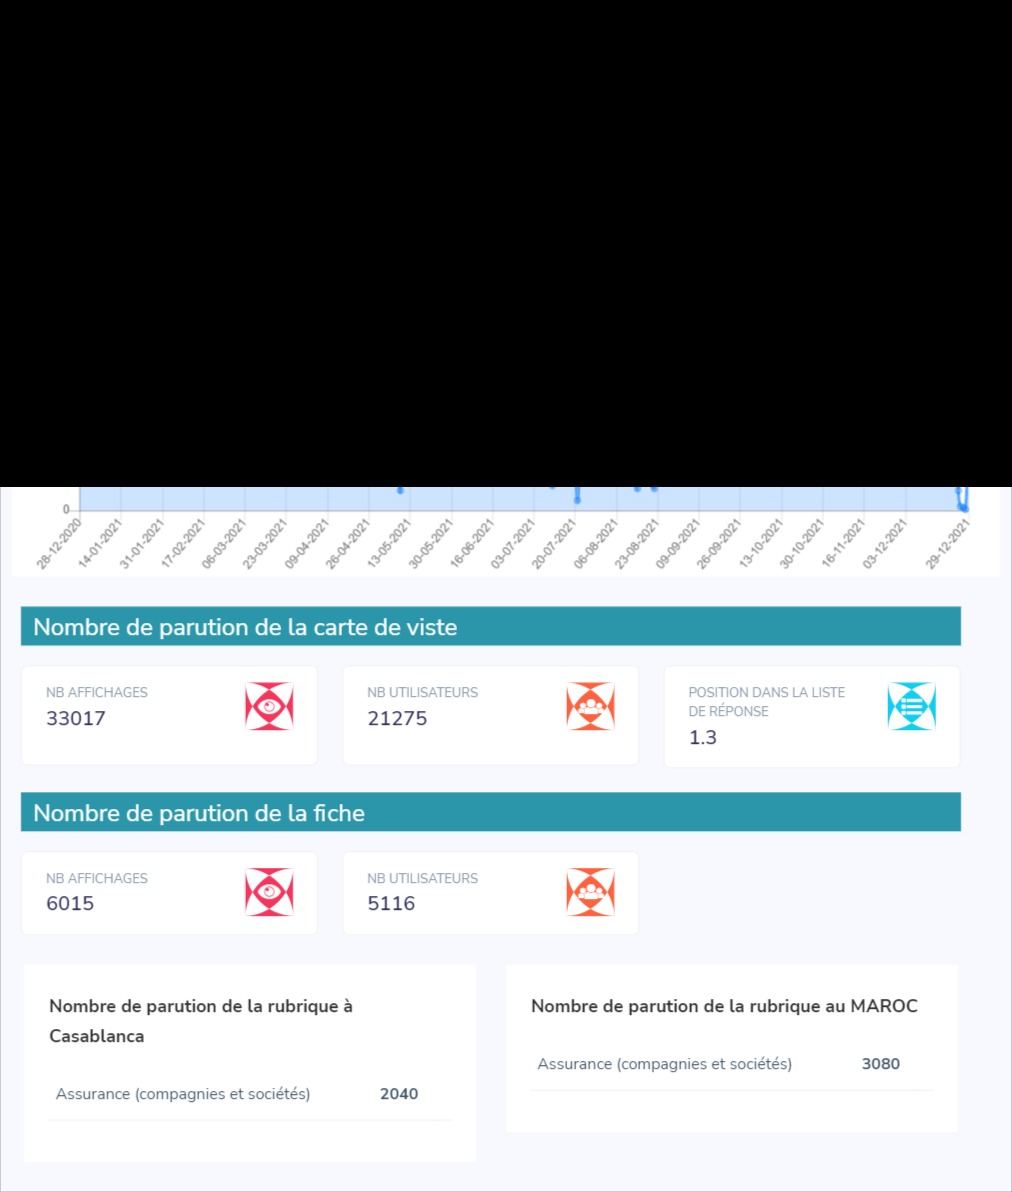 0
28-12-2020
14-01-2021
31-01-2021
17-02-2021
06-03-2021
23-03-2021
09-04-2021
26-04-2021
13-05-2021
30-05-2021
16-06-2021
03-07-2021
20-07-2021
06-08-2021
23-08-2021
09-09-2021
26-09-2021
13-10-2021
30-10-2021
16-11-2021
03-12-2021
29-12-2021
Nombre de parution de la carte de viste
NB AFFICHAGES
33017
NB UTILISATEURS
21275
POSITION DANS LA LISTE
DE RÉPONSE
1.3
Nombre de parution de la fiche
NB AFFICHAGES
6015
NB UTILISATEURS
5116
Nombre de parution de la rubrique à
Casablanca
Assurance (compagnies et sociétés) 2040
Nombre de parution de la rubrique au MAROC
Assurance (compagnies et sociétés) 3080